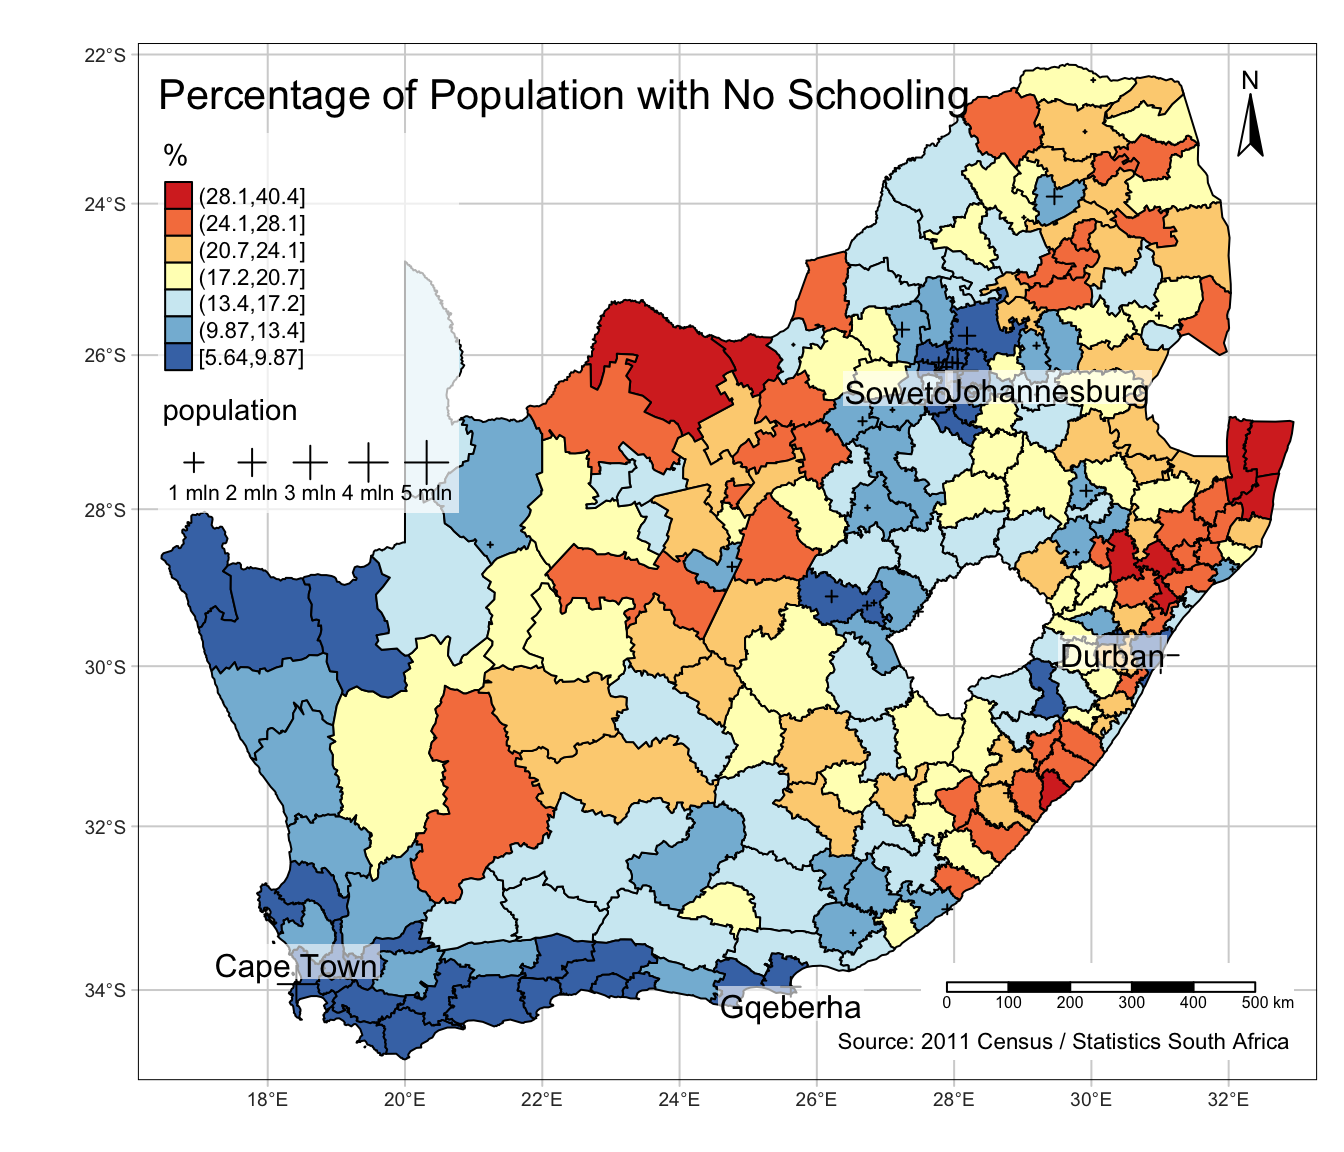 22°S
24°S
26°S
28°S
30°S
32°S
34°S
Percentage of Population with No Schooling
N
%
(28.1,40.4]
(24.1,28.1]
(20.7,24.1]
(17.2,20.7]
(13.4,17.2]
(9.87,13.4]
[5.64,9.87]
population
1 mln 2 mln 3 mln 4 mln 5 mln
Soweto Johannesburg
Durban
Cape Town
Gqeberha
0 100 200 300 400 500 km
Source: 2011 Census / Statistics South Africa
18°E 20°E 22°E 24°E 26°E 28°E 30°E 32°E